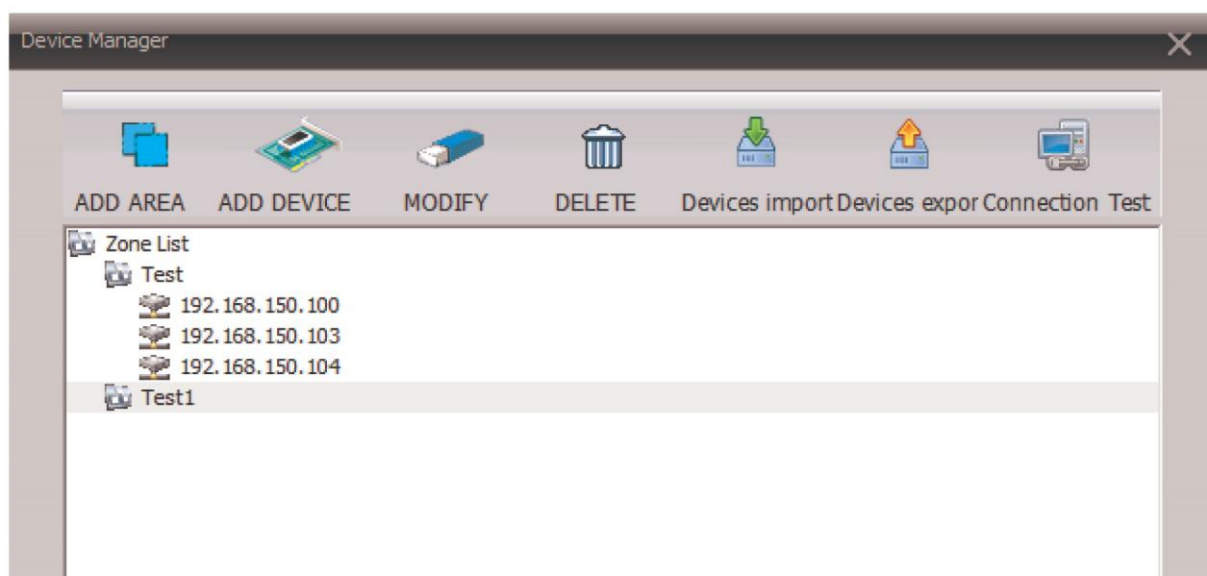 Device Manager
ADD AREA ADD DEVICE MODIFY DELETE Devices import Devices expor Connection Test
Zone List
Test
192.168.150.100
192.168.150.103
192.168.150.104
Test1